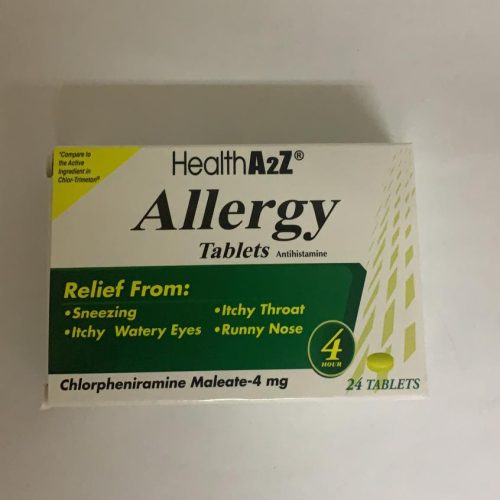 *Compare to
the Active
Ingredient in
Chlor-Trimeton®
HealthA2Z®
Allergy
Tablets Antihistamine
Relief From:
•Sneezing
•Itchy Watery Eyes
•Itchy Throat
•Runny Nose
4
HOUR
Chlorpheniramine Maleate-4 mg
24 TABLETS